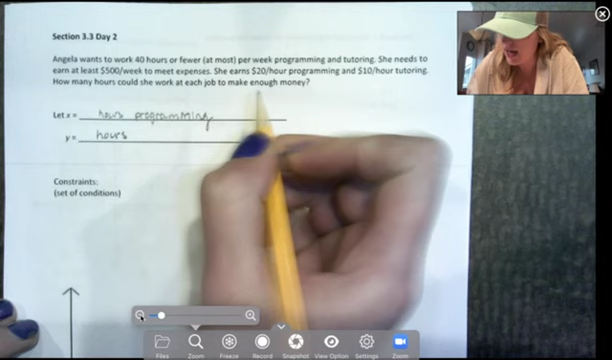 Section 3.3 Day 2
Angela wants to work 40 hours or fewer (at most) per week programming and tutoring. She needs to
earn at least $500/week to meet expenses. She earns $20/hour programming and $10/hour tutoring.
How many hours could she work at each job to make enough money?
Let x = hours programming
y = hours
Constraints:
(set of conditions)
Files Zoom Freeze Record Snapshot View Option Settings Zoom